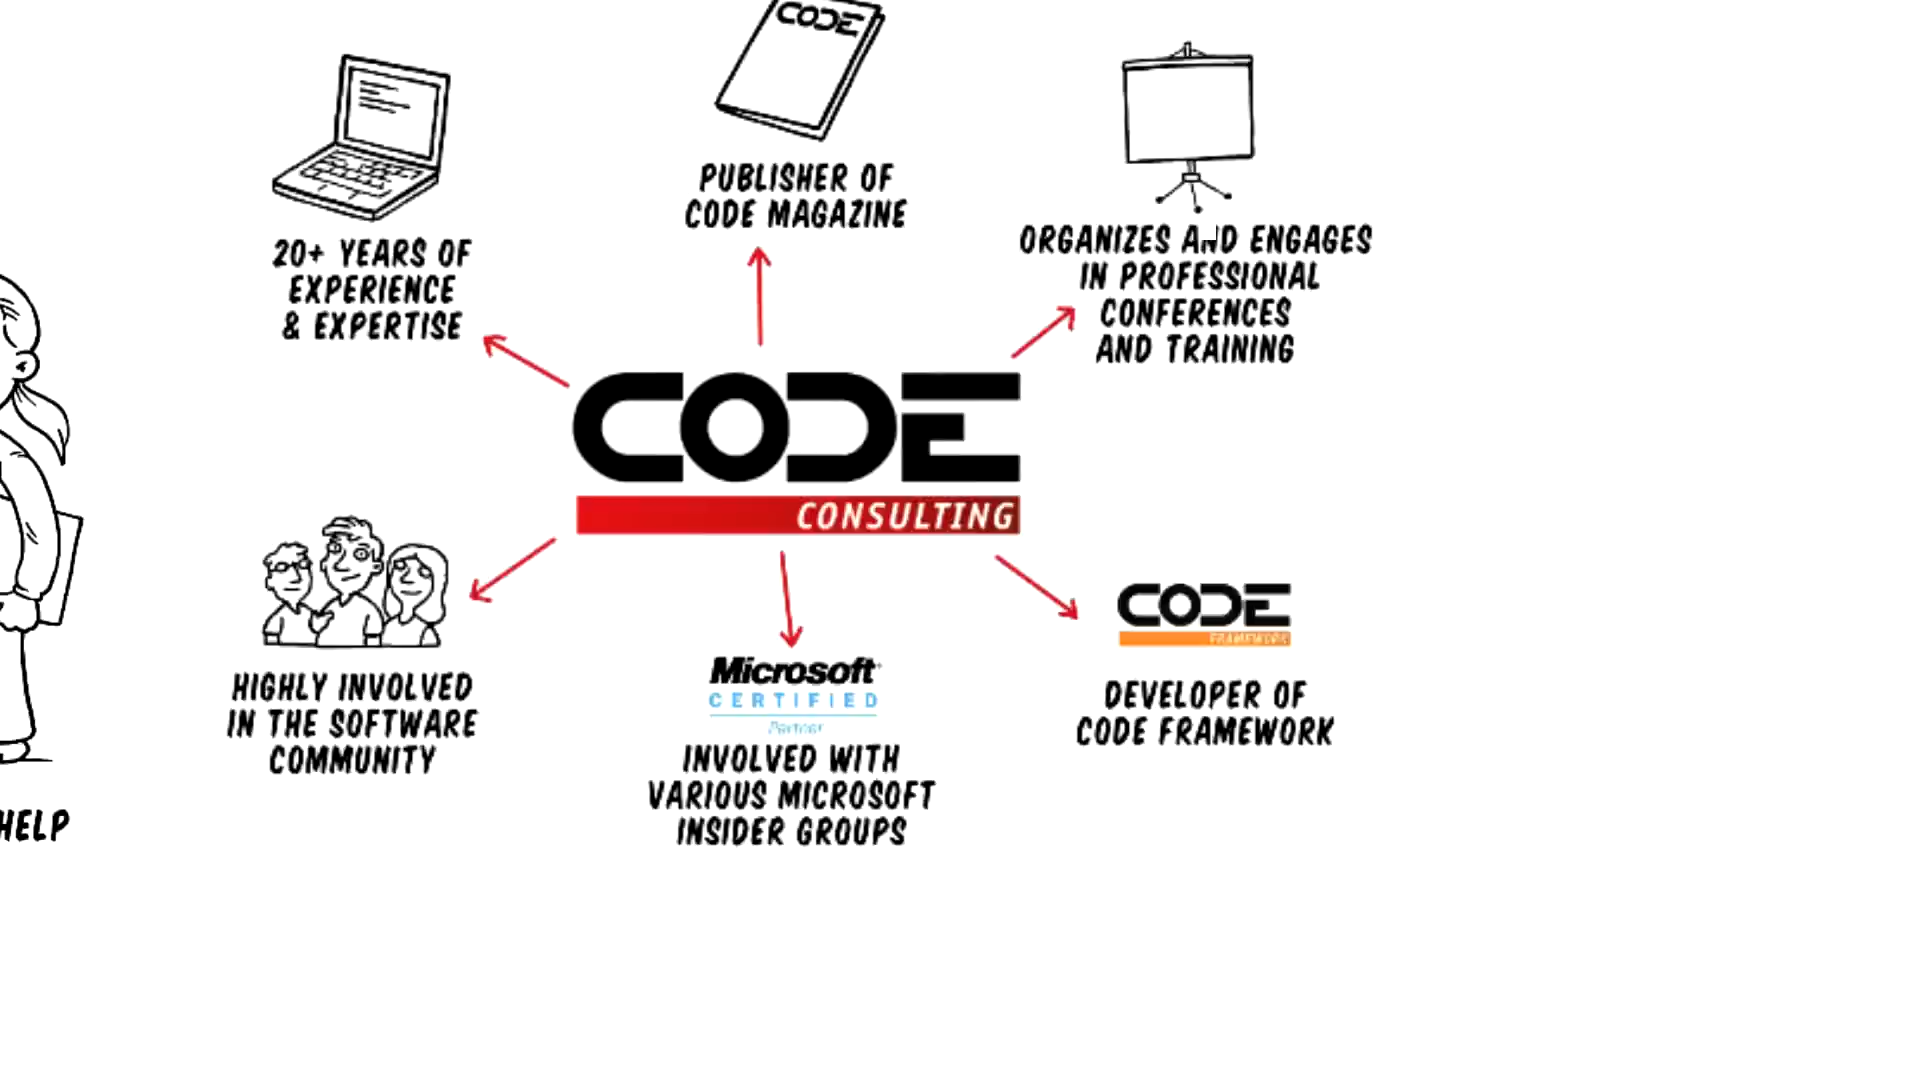 CODE
PUBLISHER OF
CODE MAGAZINE
20+ YEARS OF
EXPERIENCE
& EXPERTISE
ORGANIZES AND ENGAGES
IN PROFESSIONAL
CONFERENCES
AND TRAINING
CODE
CONSULTING
HIGHLY INVOLVED
IN THE SOFTWARE
COMMUNITY
Microsoft
CERTIFIED
Partner
INVOLVED WITH
VARIOUS MICROSOFT
INSIDER GROUPS
CODE
FRAMEWORK
DEVELOPER OF
CODE FRAMEWORK
HELP